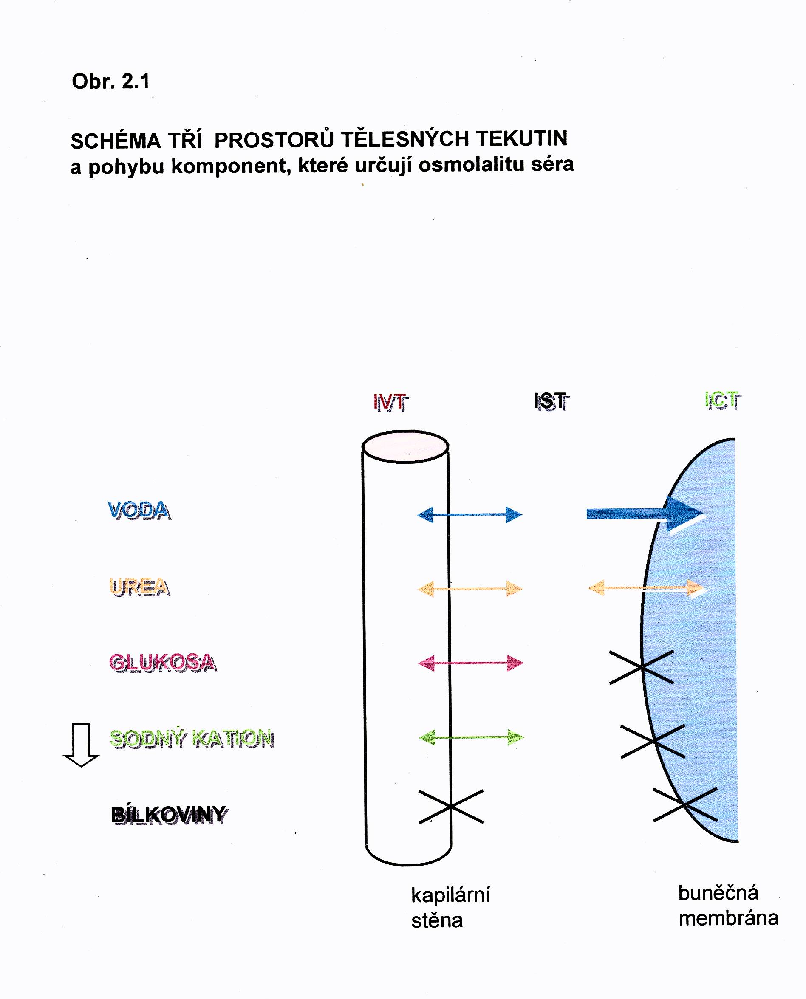 Obr. 2.1
SCHÉMA TŘÍ PROSTORŮ TĚLESNÝCH TEKUTIN
a pohybu komponent, které určují osmolalitu séra
IVT IST ICT
VODA
UREA
GLUKOSA
SODNÝ KATION
BÍLKOVINY
kapilární
stěna
buněčná
membrána